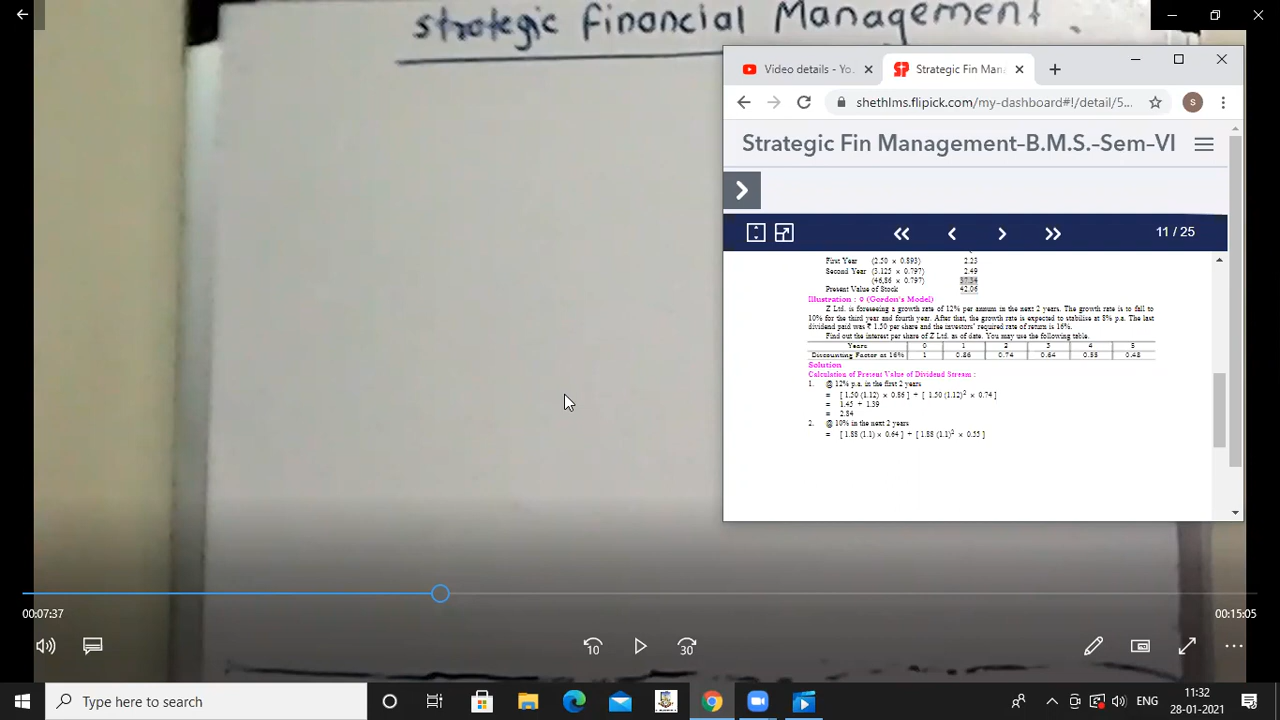 strategic Financial Management
Video details - Yo...
Strategic Fin Man
shethlms.flipick.com/my-dashboard#!/detail/5...
S
Strategic Fin Management-B.M.S.-Sem-VI
11 / 25
First Year (2.50 × 0.893) 2.23
Second Year (3.125 × 0.797) 2.49
(46.86 × 0.797) 37.34
Present Value of Stock 42.06
Illustration : 9 (Gordon's Model)
Z Ltd. is foreseeing a growth rate of 12% per annum in the next 2 years. The growth rate is to fall to
10% for the third year and fourth year. After that, the growth rate is expected to stabilise at 8% p.a. The last
dividend paid was ₹ 1.50 per share and the investors' required rate of return is 16%.
Find out the interest per share of Z Ltd. as of date. You may use the following table.
Years 0 1 2 3 4 5
Discounting Factor at 16% 1 0.86 0.74 0.64 0.55 0.48
Solution
Calculation of Present Value of Dividend Stream :
1. @ 12% p.a. in the first 2 years
= [ 1.50 (1.12) × 0.86 ] + [ 1.50 (1.12)² × 0.74 ]
= 1.45 + 1.39
= 2.84
2. @ 10% in the next 2 years
= [ 1.88 (1.1) × 0.64 ] + [ 1.88 (1.1)² × 0.55 ]
00:07:37
00:15:05
10
30
Type here to search
ENG
11:32
28-01-2021